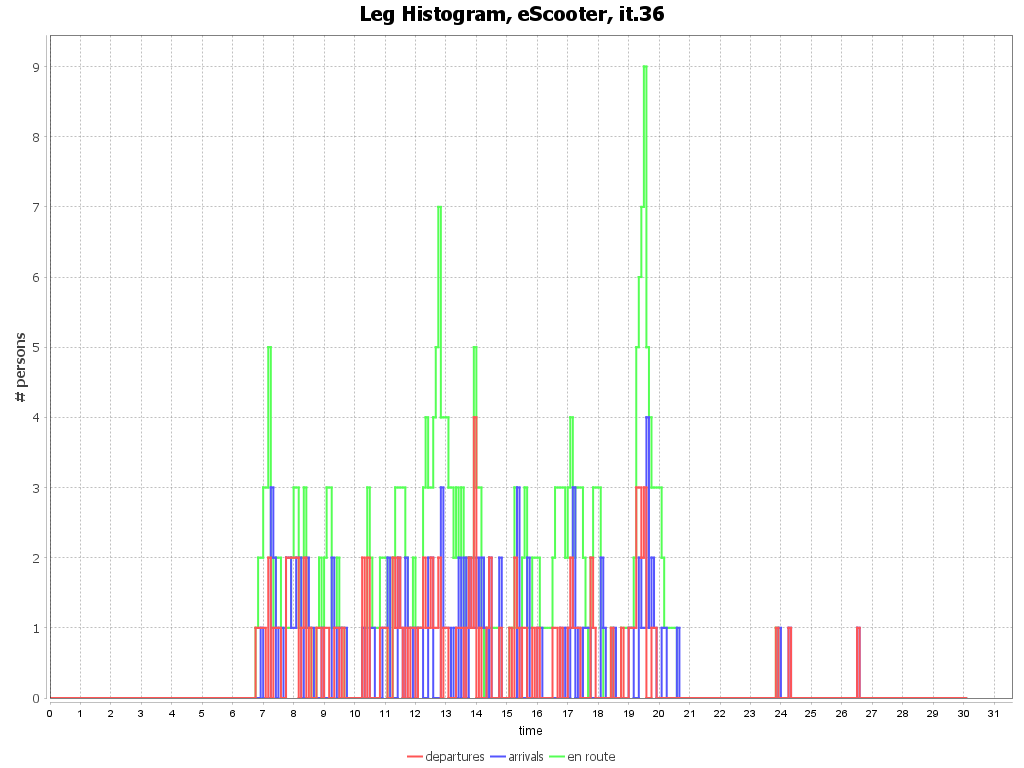 Leg Histogram, eScooter, it.36
# persons
9
8
7
6
5
4
3
2
1
0
0 1 2 3 4 5 6 7 8 9 10 11 12 13 14 15 16 17 18 19 20 21 22 23 24 25 26 27 28 29 30 31
time
departures arrivals en route